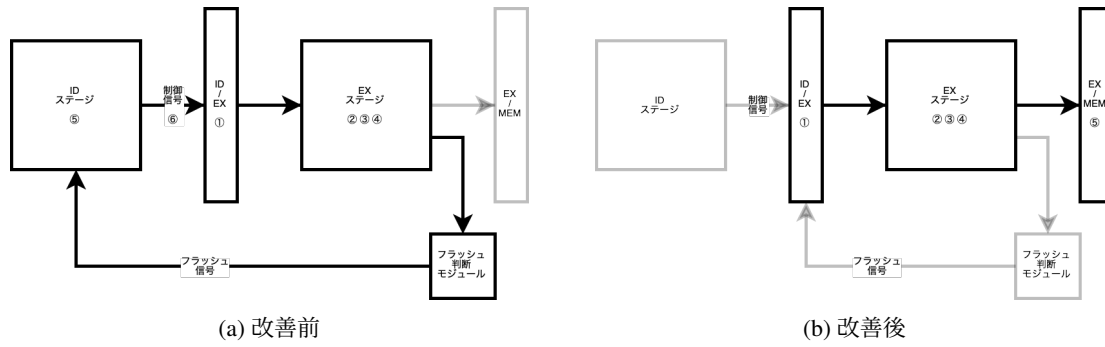 ID
ステージ
⑤
制御
信号
⑥
ID
/
EX
①
EX
ステージ
②③④
EX
/
MEM
フラッシュ
信号
フラッシュ
判断
モジュール
(a) 改善前
ID
ステージ
制御
信号
ID
/
EX
①
EX
ステージ
②③④
EX
/
MEM
⑤
フラッシュ
信号
フラッシュ
判断
モジュール
(b) 改善後